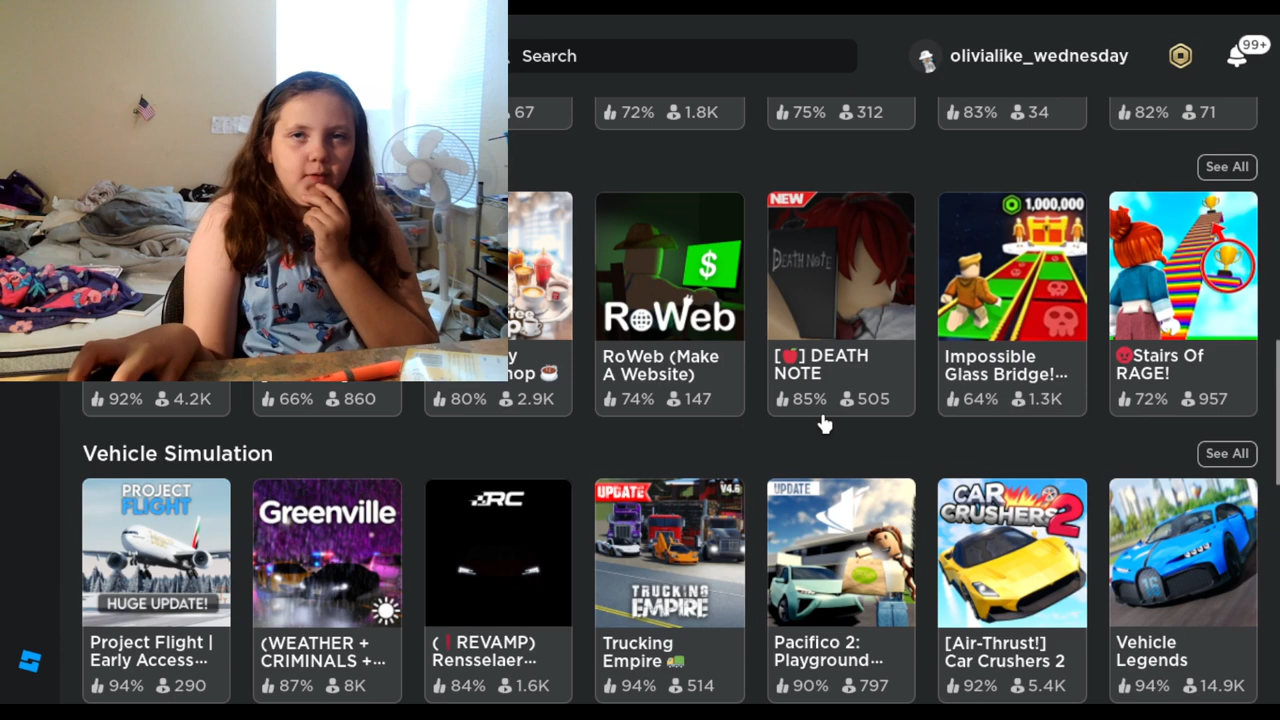 Search
olivialike_wednesday
99+
67
72% 1.8K
75% 312
83% 34
82% 71
See All
1,000,000
NEW
DEATH NOTE
$
RoWeb
RoWeb (Make
A Website)
[🍎] DEATH
NOTE
Impossible
Glass Bridge!...
😡Stairs Of
RAGE!
92% 4.2K
66% 860
80% 2.9K
74% 147
85% 505
64% 1.3K
72% 957
Vehicle Simulation
See All
PROJECT
FLIGHT
HUGE UPDATE!
Greenville
RC
UPDATE V4.6
TRUCKING
EMPIRE
UPDATE
CAR
CRUSHERS 2
Project Flight |
Early Access...
(WEATHER +
CRIMINALS +...
(❗REVAMP)
Rensselaer...
Trucking
Empire 🚛
Pacifico 2:
Playground...
[Air-Thrust!]
Car Crushers 2
Vehicle
Legends
94% 290
87% 8K
84% 1.6K
94% 514
90% 797
92% 5.4K
94% 14.9K